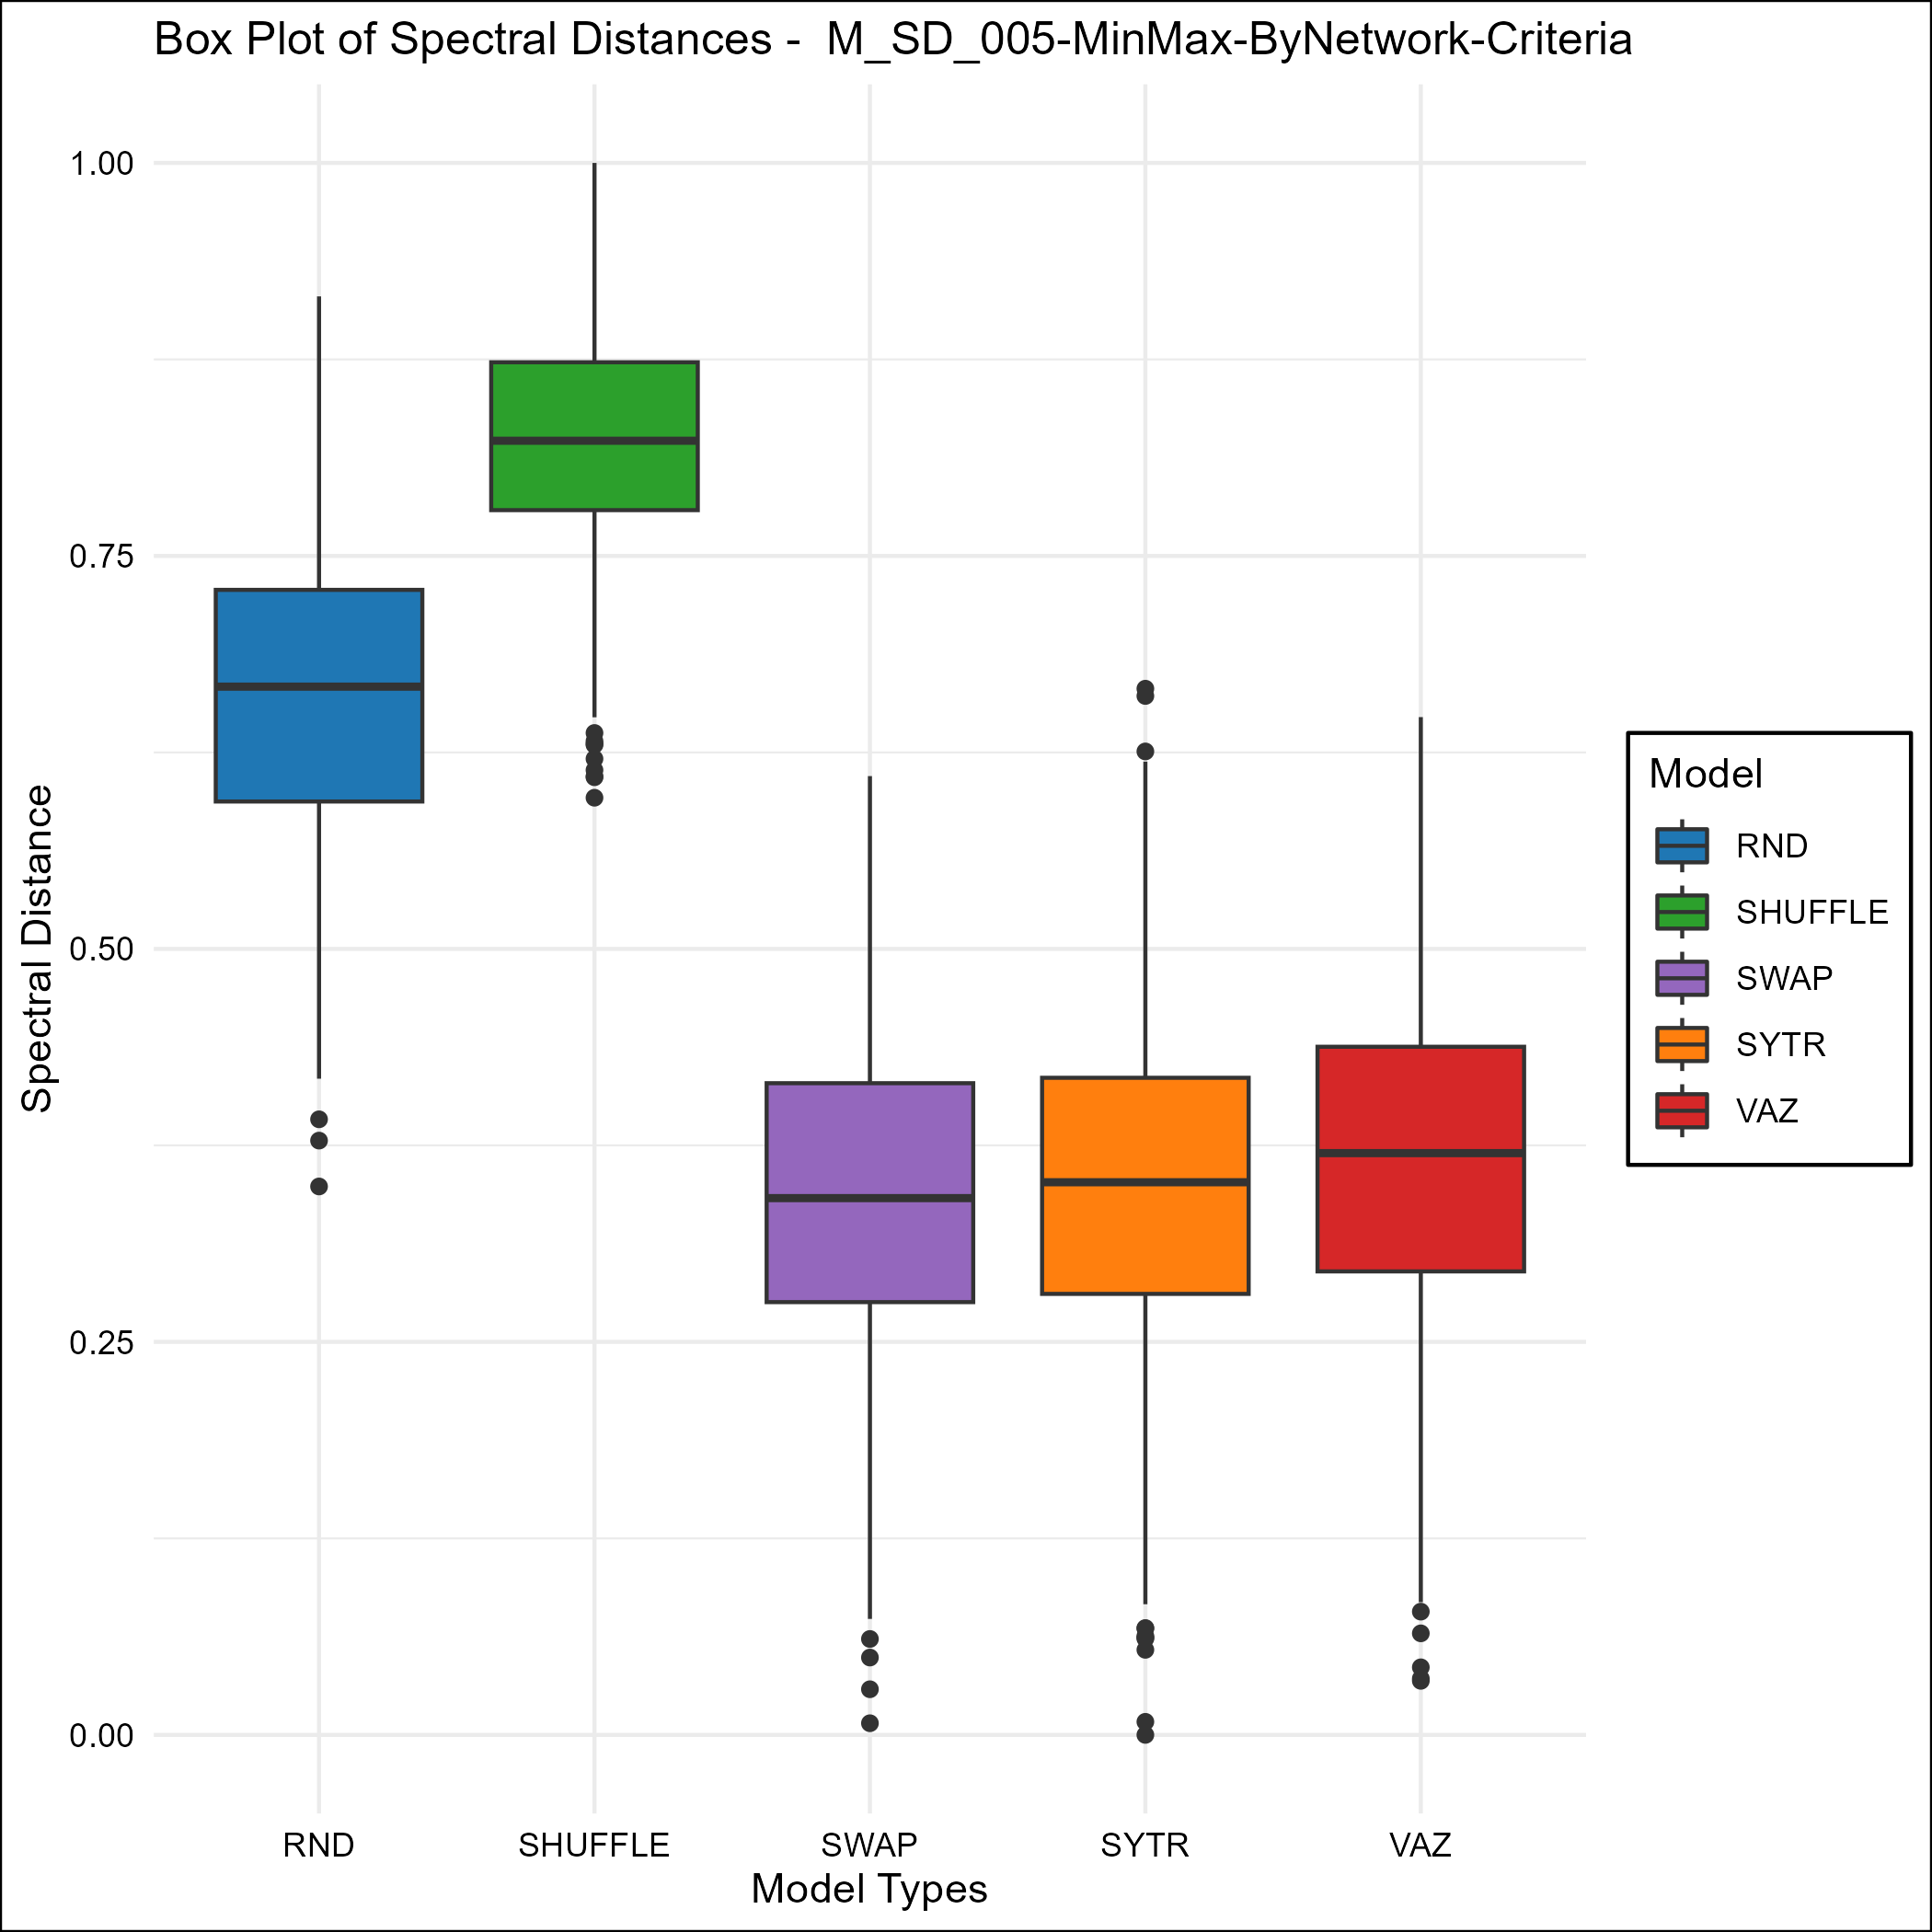 Box Plot of Spectral Distances -  M_SD_005-MinMax-ByNetwork-Criteria
1.00
0.75
0.50
0.25
0.00
Spectral Distance
RND
SHUFFLE
SWAP
SYTR
VAZ
Model Types
Model
RND
SHUFFLE
SWAP
SYTR
VAZ